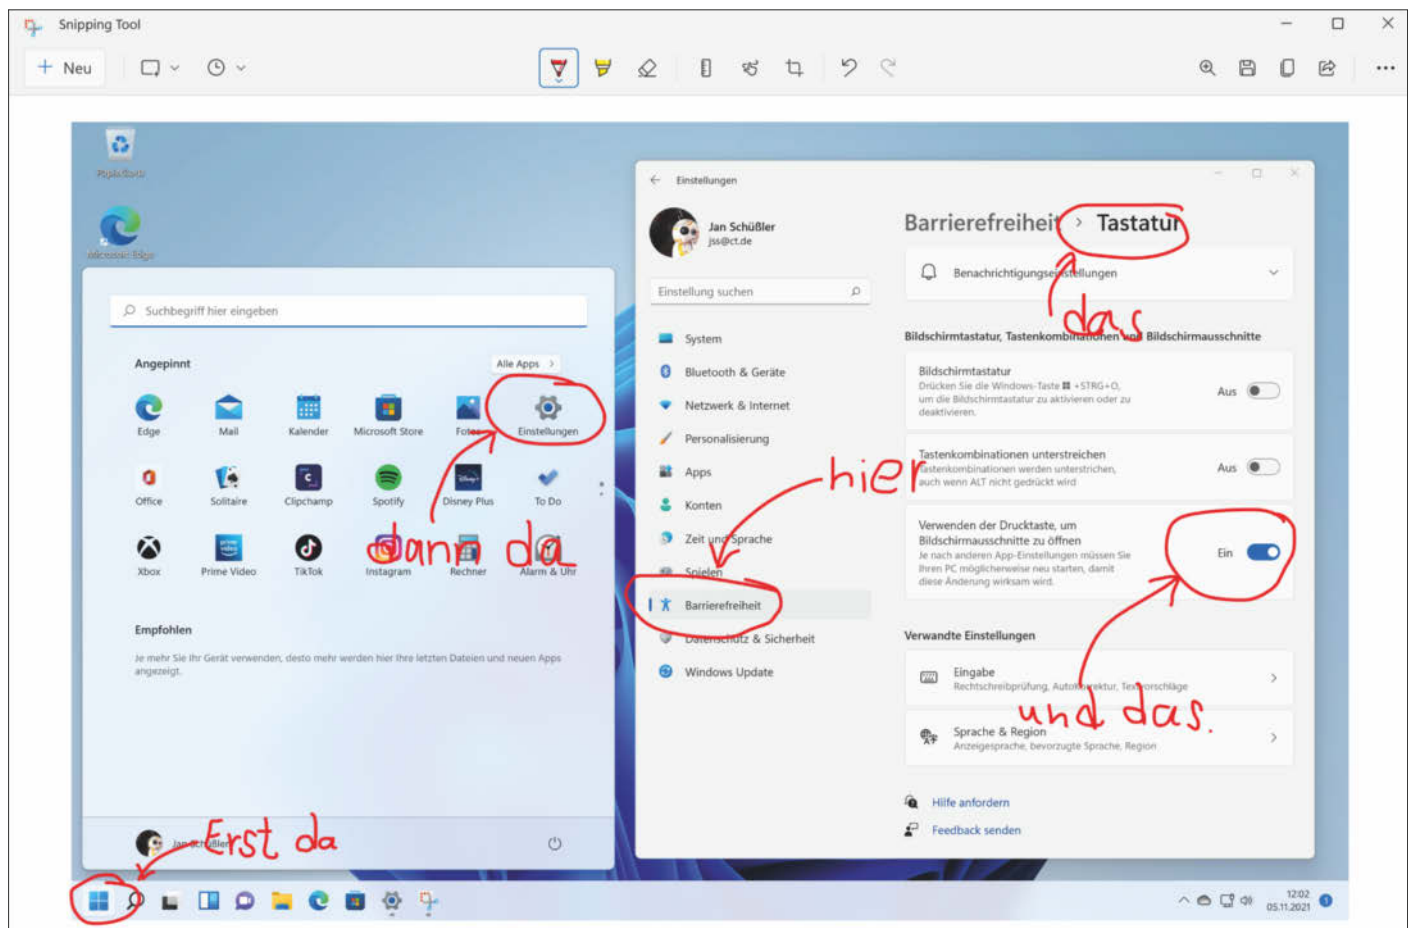 Snipping Tool
Neu
Papierkorb
Microsoft Edge
Suchbegriff hier eingeben
Angepinnt
Alle Apps
Edge
Mail
Kalender
Microsoft Store
Fotos
Einstellungen
Office
Solitaire
Clipchamp
Spotify
Disney Plus
To Do
dann da
Xbox
Prime Video
TikTok
Instagram
Rechner
Alarm & Uhr
Empfohlen
Je mehr Sie Ihr Gerät verwenden, desto mehr werden hier Ihre letzten Dateien und neuen Apps
angezeigt.
Erst da
Jan Schüßler
Einstellungen
Jan Schüßler
jss@ct.de
Einstellung suchen
System
Bluetooth & Geräte
Netzwerk & Internet
Personalisierung
Apps
Konten
Zeit und Sprache
Spielen
Barrierefreiheit
Datenschutz & Sicherheit
Windows Update
hier
Barrierefreiheit > Tastatur
Benachrichtigungseinstellungen
das
Bildschirmtastatur, Tastenkombinationen und Bildschirmausschnitte
Bildschirmtastatur
Drücken Sie die Windows-Taste +STRG+O,
um die Bildschirmtastatur zu aktivieren oder zu
deaktivieren.
Aus
Tastenkombinationen unterstreichen
Tastenkombinationen werden unterstrichen,
auch wenn ALT nicht gedrückt wird
Aus
Verwenden der Drucktaste, um
Bildschirmausschnitte zu öffnen
Je nach anderen App-Einstellungen müssen Sie
Ihren PC möglicherweise neu starten, damit
diese Änderung wirksam wird.
Ein
Verwandte Einstellungen
Eingabe
Rechtschreibprüfung, Autokorrektur, Textvorschläge
und das.
Sprache & Region
Anzeigesprache, bevorzugte Sprache, Region
Hilfe anfordern
Feedback senden
12:02
05.11.2021
1